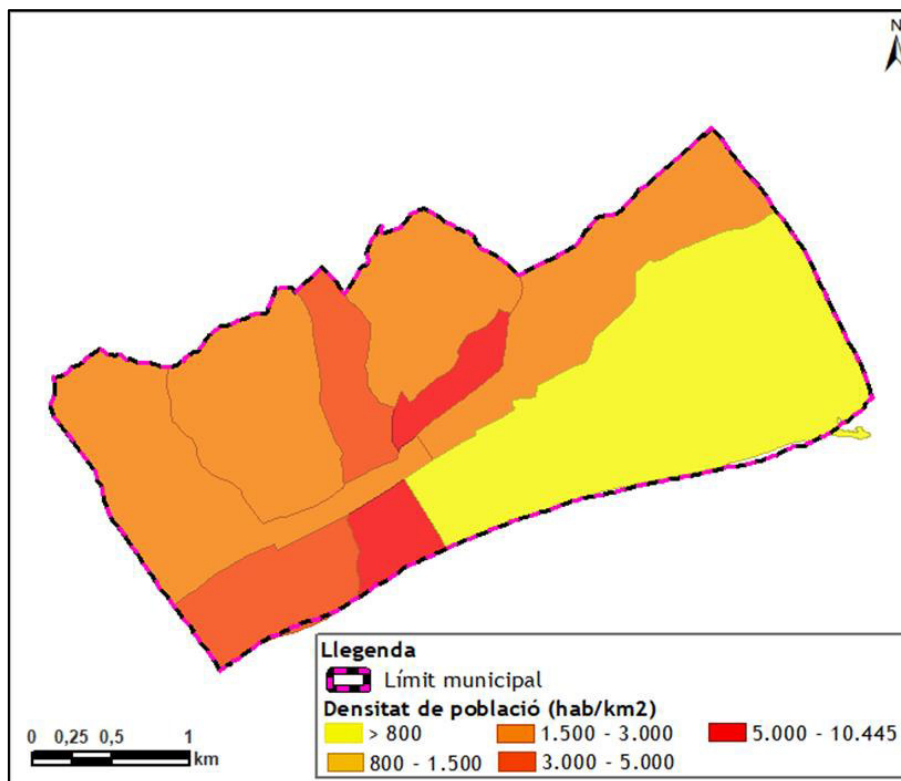 N
Llegenda
Límit municipal
Densitat de població (hab/km2)
> 800
1.500 - 3.000
5.000 - 10.445
800 - 1.500
3.000 - 5.000
0 0,25 0,5 1
km